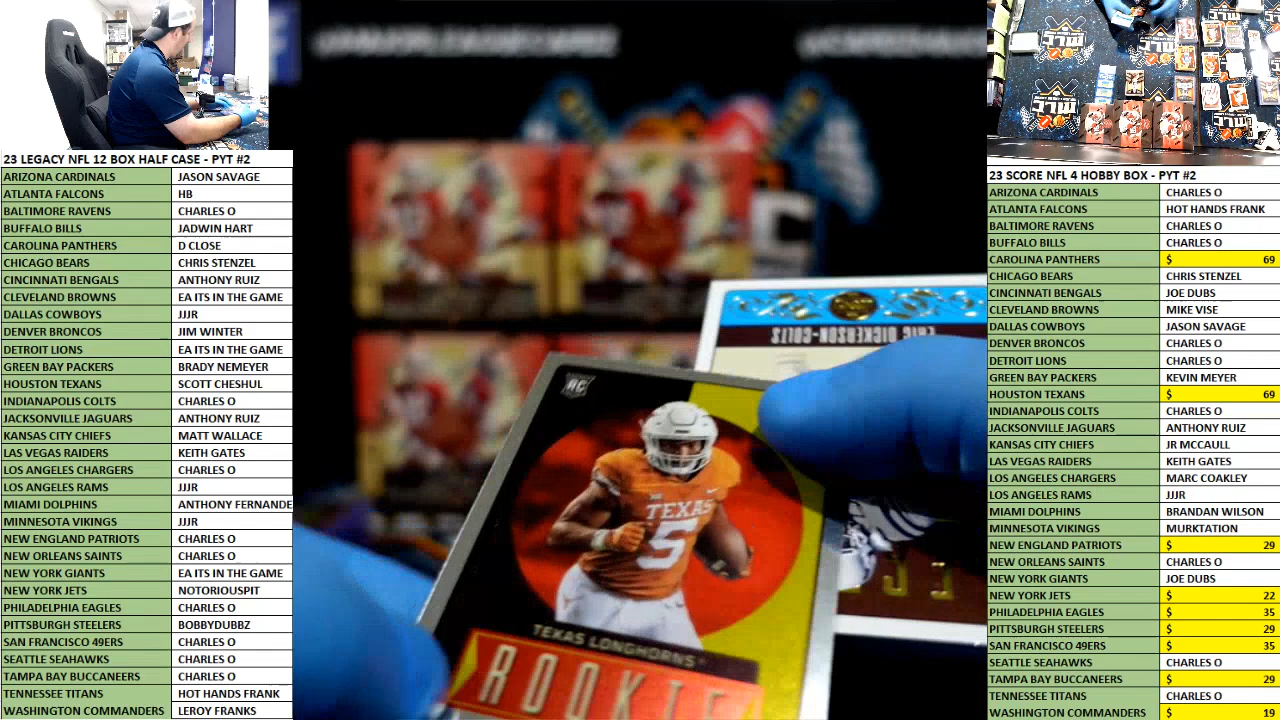 23 LEGACY NFL 12 BOX HALF CASE - PYT #2
ARIZONA CARDINALS JASON SAVAGE
ATLANTA FALCONS HB
BALTIMORE RAVENS CHARLES O
BUFFALO BILLS JADWIN HART
CAROLINA PANTHERS D CLOSE
CHICAGO BEARS CHRIS STENZEL
CINCINNATI BENGALS ANTHONY RUIZ
CLEVELAND BROWNS EA ITS IN THE GAME
DALLAS COWBOYS JJJR
DENVER BRONCOS JIM WINTER
DETROIT LIONS EA ITS IN THE GAME
GREEN BAY PACKERS BRADY NEMEYER
HOUSTON TEXANS SCOTT CHESHUL
INDIANAPOLIS COLTS CHARLES O
JACKSONVILLE JAGUARS ANTHONY RUIZ
KANSAS CITY CHIEFS MATT WALLACE
LAS VEGAS RAIDERS KEITH GATES
LOS ANGELES CHARGERS CHARLES O
LOS ANGELES RAMS JJJR
MIAMI DOLPHINS ANTHONY FERNANDE
MINNESOTA VIKINGS JJJR
NEW ENGLAND PATRIOTS CHARLES O
NEW ORLEANS SAINTS CHARLES O
NEW YORK GIANTS EA ITS IN THE GAME
NEW YORK JETS NOTORIOUSPIT
PHILADELPHIA EAGLES CHARLES O
PITTSBURGH STEELERS BOBBYDUBBZ
SAN FRANCISCO 49ERS CHARLES O
SEATTLE SEAHAWKS CHARLES O
TAMPA BAY BUCCANEERS CHARLES O
TENNESSEE TITANS HOT HANDS FRANK
WASHINGTON COMMANDERS LEROY FRANKS
ERIC DICKERSON-COLTS
RC
TEXAS
5
TEXAS LONGHORNS
ROOKIE
23 SCORE NFL 4 HOBBY BOX - PYT #2
ARIZONA CARDINALS CHARLES O
ATLANTA FALCONS HOT HANDS FRANK
BALTIMORE RAVENS CHARLES O
BUFFALO BILLS CHARLES O
CAROLINA PANTHERS $ 69
CHICAGO BEARS CHRIS STENZEL
CINCINNATI BENGALS JOE DUBS
CLEVELAND BROWNS MIKE VISE
DALLAS COWBOYS JASON SAVAGE
DENVER BRONCOS CHARLES O
DETROIT LIONS CHARLES O
GREEN BAY PACKERS KEVIN MEYER
HOUSTON TEXANS $ 69
INDIANAPOLIS COLTS CHARLES O
JACKSONVILLE JAGUARS ANTHONY RUIZ
KANSAS CITY CHIEFS JR MCCAULL
LAS VEGAS RAIDERS KEITH GATES
LOS ANGELES CHARGERS MARC COAKLEY
LOS ANGELES RAMS JJJR
MIAMI DOLPHINS BRANDAN WILSON
MINNESOTA VIKINGS MURKTATION
NEW ENGLAND PATRIOTS $ 29
NEW ORLEANS SAINTS CHARLES O
NEW YORK GIANTS JOE DUBS
NEW YORK JETS $ 22
PHILADELPHIA EAGLES $ 35
PITTSBURGH STEELERS $ 29
SAN FRANCISCO 49ERS $ 35
SEATTLE SEAHAWKS CHARLES O
TAMPA BAY BUCCANEERS $ 29
TENNESSEE TITANS CHARLES O
WASHINGTON COMMANDERS $ 19